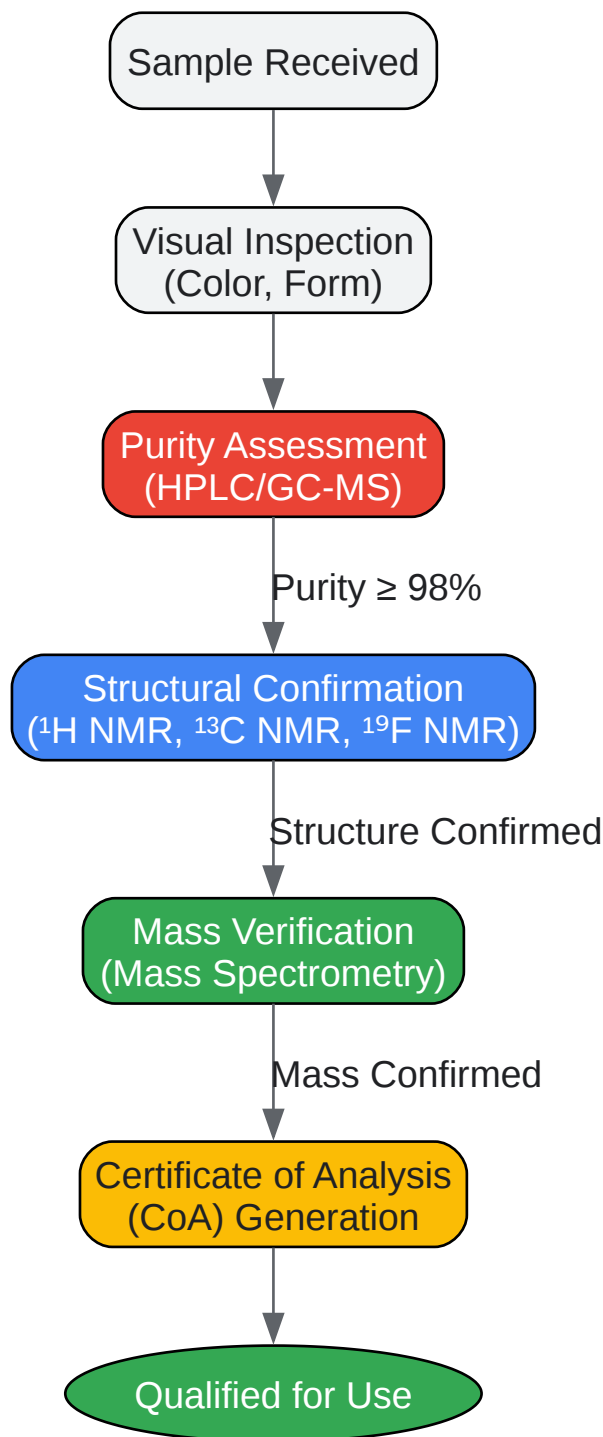 Sample Received
Visual Inspection
(Color, Form)
Purity Assessment
(HPLC/GC-MS)
Purity ≥ 98%
Structural Confirmation
(¹H NMR, ¹³C NMR, ¹⁹F NMR)
Structure Confirmed
Mass Verification
(Mass Spectrometry)
Mass Confirmed
Certificate of Analysis
(CoA) Generation
Qualified for Use